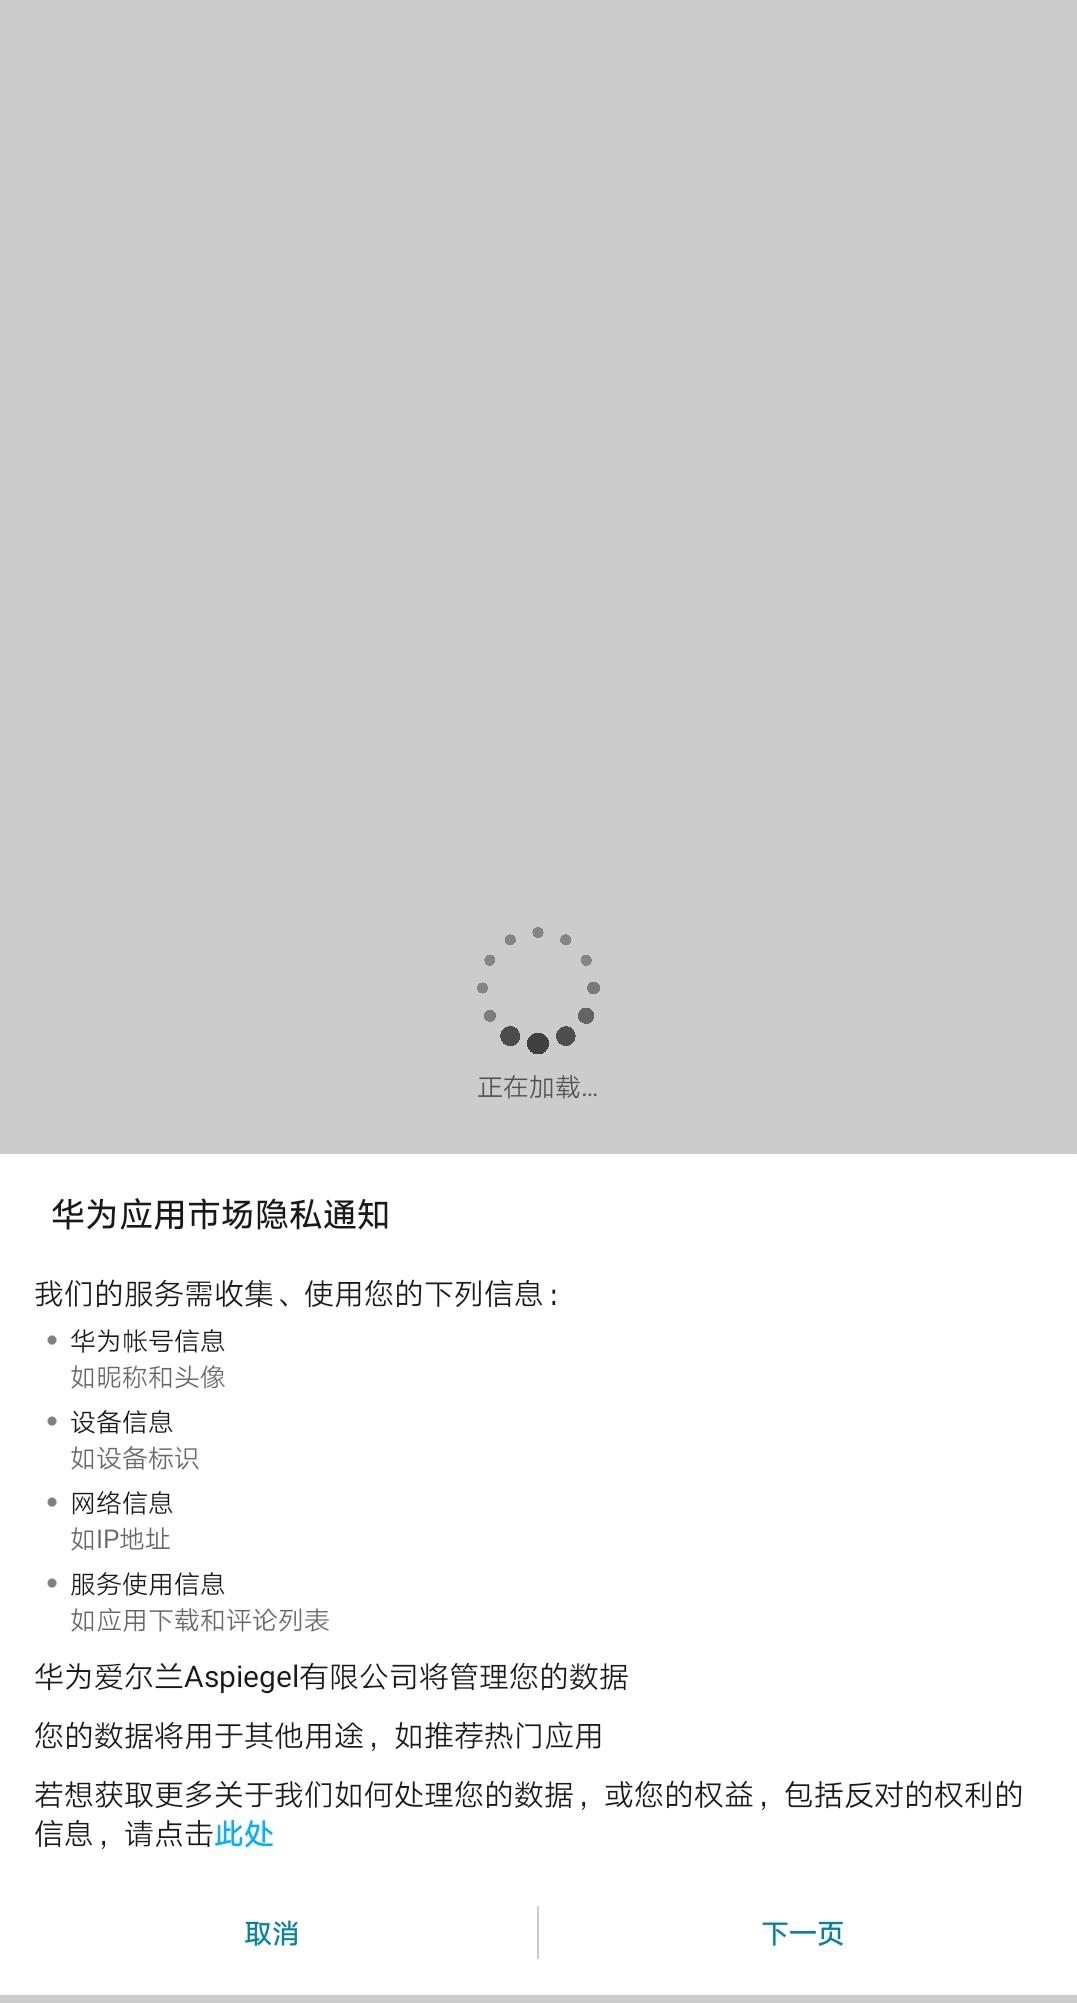 正在加载...
华为应用市场隐私通知
我们的服务需收集、使用您的下列信息：
华为帐号信息
如昵称和头像
设备信息
如设备标识
网络信息
如IP地址
服务使用信息
如应用下载和评论列表
华为爱尔兰Aspiegel有限公司将管理您的数据
您的数据将用于其他用途，如推荐热门应用
若想获取更多关于我们如何处理您的数据，或您的权益，包括反对的权利的
信息，请点击此处
取消
下一页